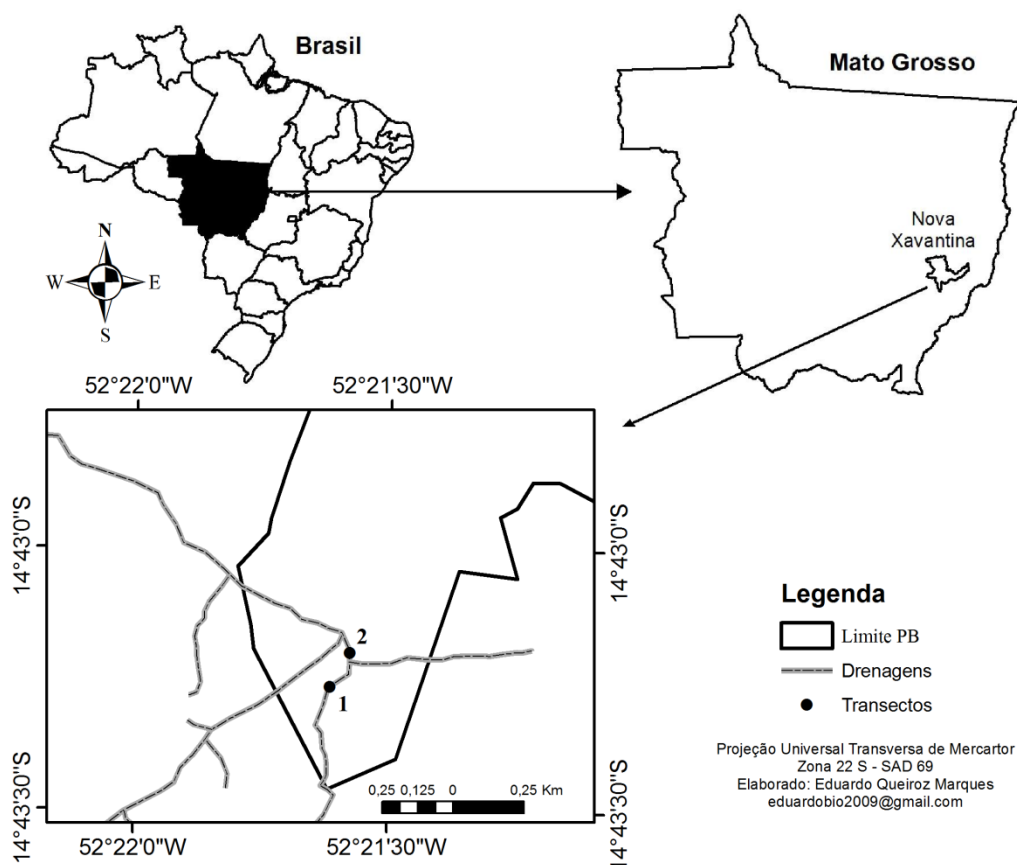 Brasil
Mato Grosso
Nova
Xavantina
N
W
E
S
52°22'0"W
52°21'30"W
14°43'0"S
14°43'0"S
2
1
14°43'30"S
14°43'30"S
0,25 0,125 0 0,25 Km
52°22'0"W
52°21'30"W
Legenda
Limite PB
Drenagens
Transectos
Projeção Universal Transversa de Mercartor
Zona 22 S - SAD 69
Elaborado: Eduardo Queiroz Marques
eduardobio2009@gmail.com